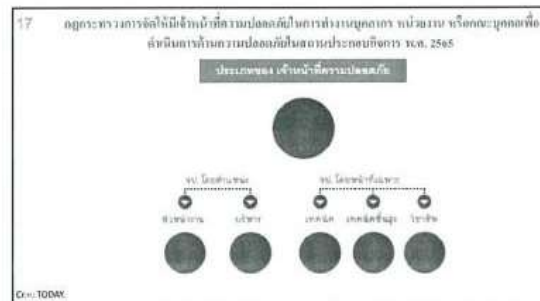 17
กฎกระทรวงการจัดให้มีเจ้าหน้าที่ความปลอดภัยในการทำงานบุคลากร หน่วยงาน หรือคณะบุคคลเพื่อ
ดำเนินการด้านความปลอดภัยในสถานประกอบกิจการ พ.ศ. 2565
ประเภทของ เจ้าหน้าที่ความปลอดภัย
จป. โดยตำแหน่ง จป. โดยหน้าที่เฉพาะ
หัวหน้างาน บริหาร เทคนิค เทคนิคขั้นสูง วิชาชีพ
TODAY.